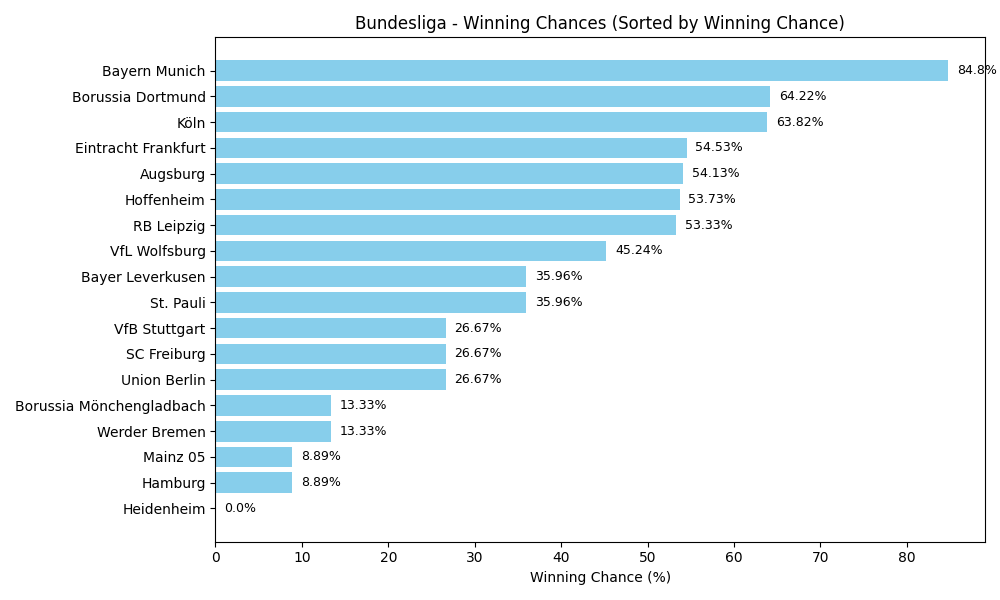 Bundesliga - Winning Chances (Sorted by Winning Chance)
Bayern Munich 84.8%
Borussia Dortmund 64.22%
Köln 63.82%
Eintracht Frankfurt 54.53%
Augsburg 54.13%
Hoffenheim 53.73%
RB Leipzig 53.33%
VfL Wolfsburg 45.24%
Bayer Leverkusen 35.96%
St. Pauli 35.96%
VfB Stuttgart 26.67%
SC Freiburg 26.67%
Union Berlin 26.67%
Borussia Mönchengladbach 13.33%
Werder Bremen 13.33%
Mainz 05 8.89%
Hamburg 8.89%
Heidenheim 0.0%
0 10 20 30 40 50 60 70 80
Winning Chance (%)